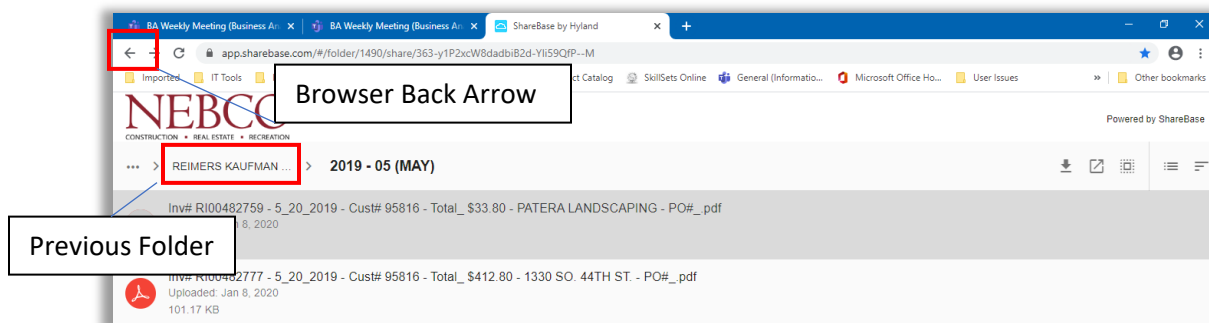 BA Weekly Meeting (Business An
BA Weekly Meeting (Business An
ShareBase by Hyland
app.sharebase.com/#/folder/1490/share/363-y1P2xcW8dadbiB2d-YIi59QfP--M
Imported
IT Tools
ct Catalog
SkillSets Online
General (Informatio...
Microsoft Office Ho...
User Issues
Other bookmarks
Browser Back Arrow
NEBCO
CONSTRUCTION • REAL ESTATE • RECREATION
Powered by ShareBase
... > REIMERS KAUFMAN ... > 2019 - 05 (MAY)
Inv# RI00482759 - 5_20_2019 - Cust# 95816 - Total_ $33.80 - PATERA LANDSCAPING - PO#_.pdf
8, 2020
Previous Folder
Inv# RI00482777 - 5_20_2019 - Cust# 95816 - Total_ $412.80 - 1330 SO. 44TH ST. - PO#_.pdf
Uploaded: Jan 8, 2020
101.17 KB